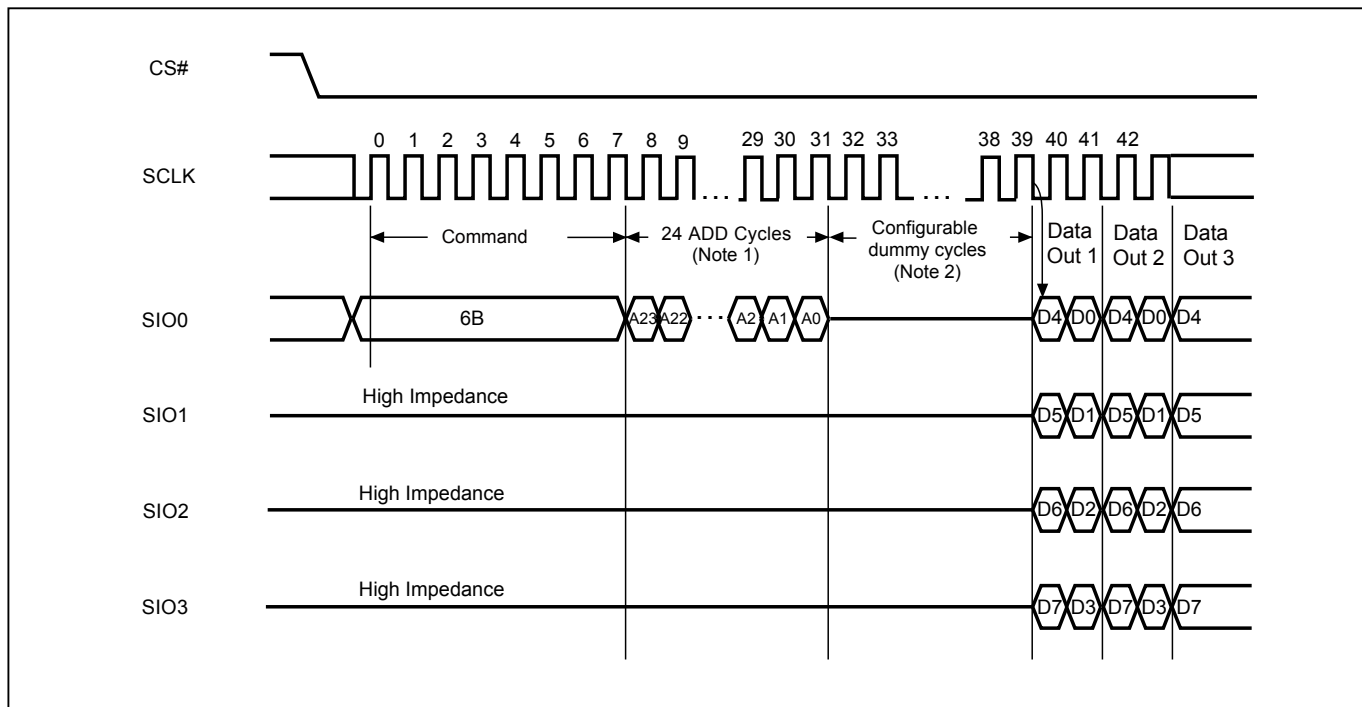 CS#
0 1 2 3 4 5 6 7 8 9 29 30 31 32 33 38 39 40 41 42
SCLK
Command
24 ADD Cycles
(Note 1)
Configurable
dummy cycles
(Note 2)
Data
Out 1
Data
Out 2
Data
Out 3
SIO0
6B
A23 A22 A2 A1 A0
D4 D0 D4 D0 D4
High Impedance
SIO1
D5 D1 D5 D1 D5
High Impedance
SIO2
D6 D2 D6 D2 D6
High Impedance
SIO3
D7 D3 D7 D3 D7